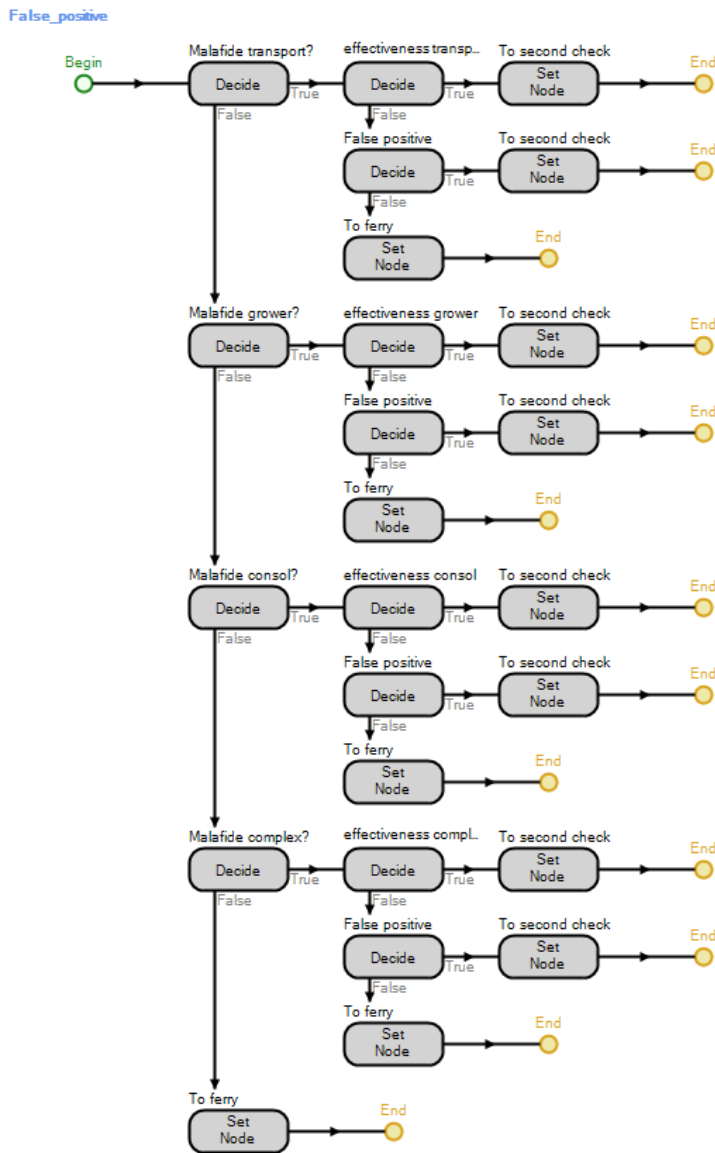 False_positive
Begin
Malafide transport?
effectiveness transp..
To second check
End
Decide
Decide
Set
Node
True
True
False
False
False positive
To second check
End
Decide
Set
Node
True
False
To ferry
End
Set
Node
Malafide grower?
effectiveness grower
To second check
End
Decide
Decide
Set
Node
True
True
False
False
False positive
To second check
End
Decide
Set
Node
True
False
To ferry
End
Set
Node
Malafide consol?
effectiveness consol
To second check
End
Decide
Decide
Set
Node
True
True
False
False
False positive
To second check
End
Decide
Set
Node
True
False
To ferry
End
Set
Node
Malafide complex?
effectiveness compl..
To second check
End
Decide
Decide
Set
Node
True
True
False
False
False positive
To second check
End
Decide
Set
Node
True
False
To ferry
End
Set
Node
To ferry
End
Set
Node